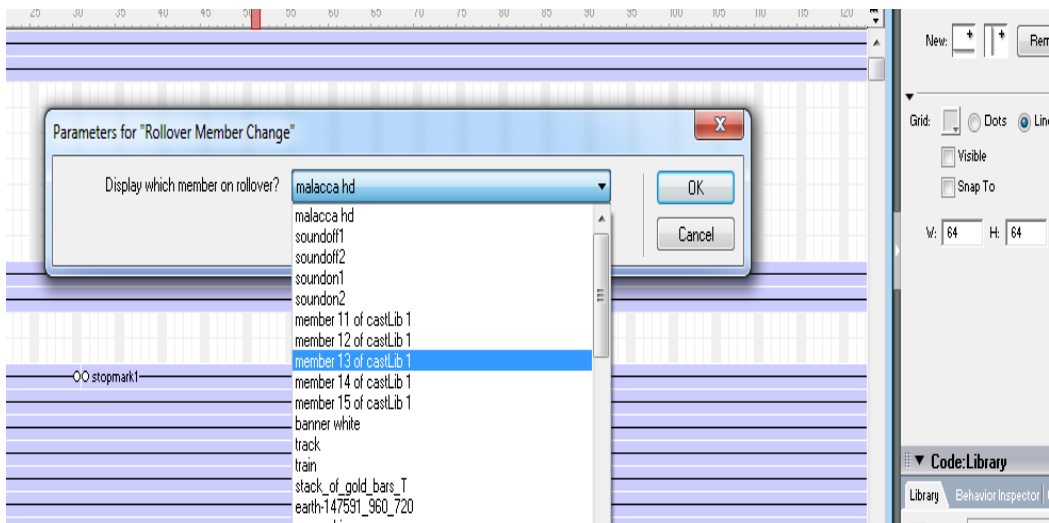 25 30 35 40 45 50 55 60 65 70 75 80 85 90 95 100 105 110 115 120
New: Rem
Parameters for "Rollover Member Change"
X
Grid: Dots Line
Display which member on rollover? malacca hd OK
Visible
Snap To
malacca hd
soundoff1
soundoff2
Cancel
W: 64 H: 64
soundon1
soundon2
member 11 of castLib 1
member 12 of castLib 1
member 13 of castLib 1
stopmark1
member 14 of castLib 1
member 15 of castLib 1
banner white
track
train
Code:Library
stack_of_gold_bars_T
Library Behavior Inspector
earth-147591_960_720